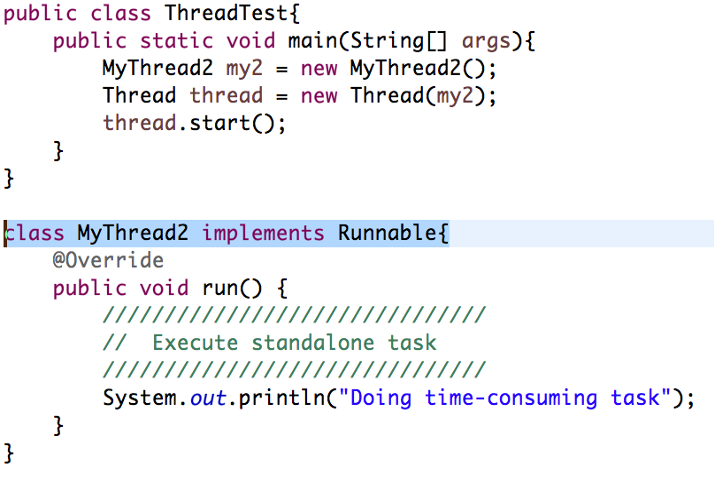 public class ThreadTest{
    public static void main(String[] args){
        MyThread2 my2 = new MyThread2();
        Thread thread = new Thread(my2);
        thread.start();
    }
}

class MyThread2 implements Runnable{
    @Override
    public void run() {
        ///////////////////////////////
        //  Execute standalone task
        ///////////////////////////////
        System.out.println("Doing time-consuming task");
    }
}